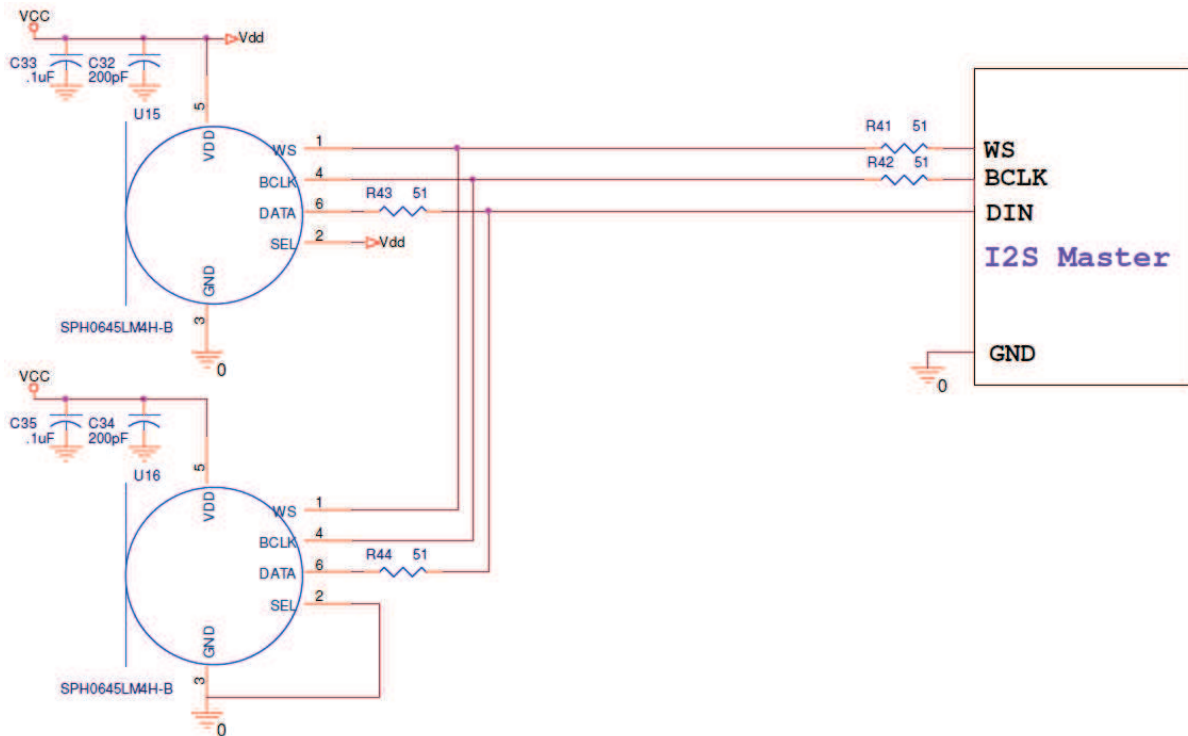 VCC
Vdd
C33
.1uF
C32
200pF
U15
5
VDD
WS
1
BCLK
4
DATA
6
SEL
2
Vdd
GND
3
0
SPH0645LM4H-B
R43 51
R41 51
R42 51
WS
BCLK
DIN
I2S Master
GND
0
VCC
C35
.1uF
C34
200pF
U16
5
VDD
WS
1
BCLK
4
DATA
6
SEL
2
R44 51
GND
3
0
SPH0645LM4H-B